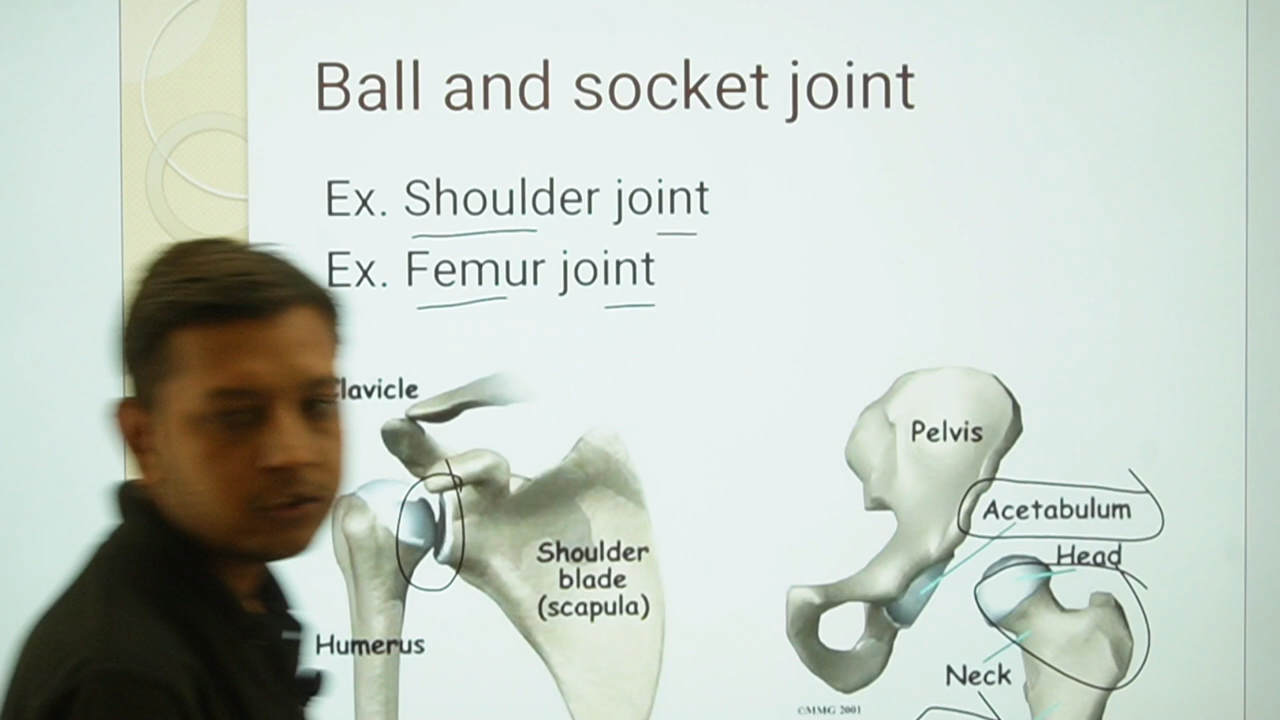 Ball and socket joint
Ex. Shoulder joint
Ex. Femur joint
lavicle
Shoulder
blade
(scapula)
Humerus
Pelvis
Acetabulum
Head
Neck
©MMG 2001